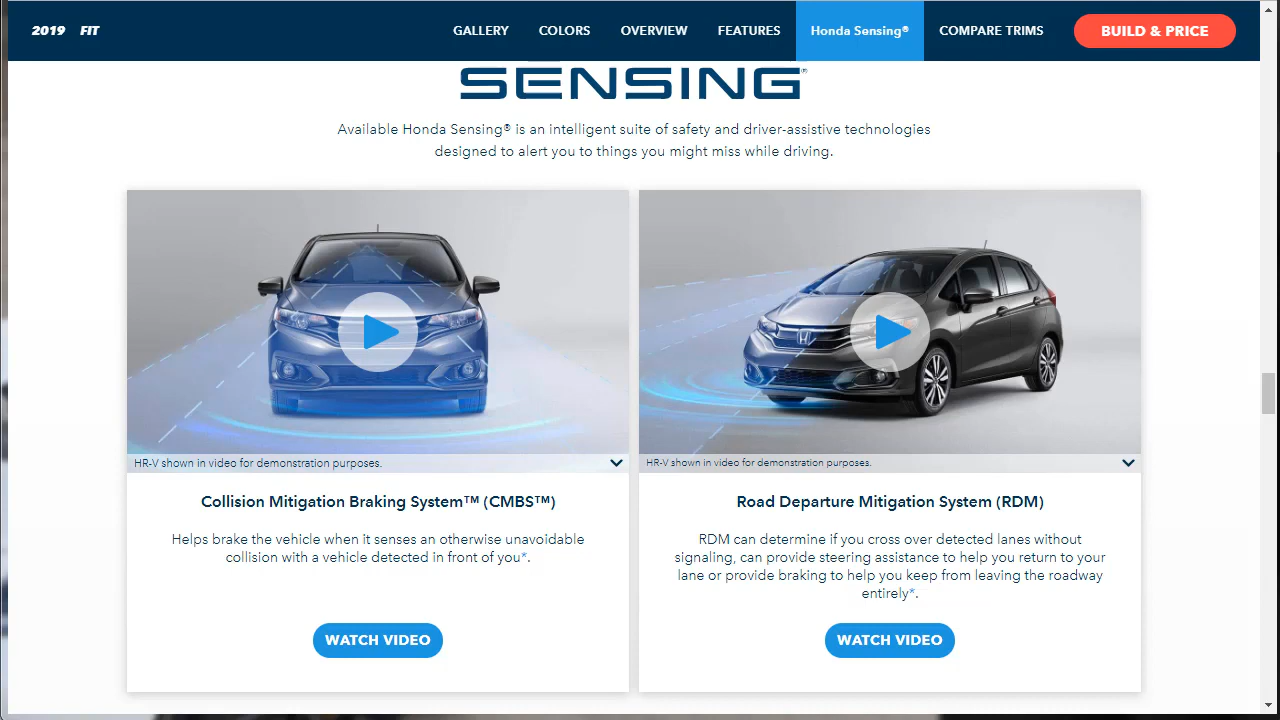 2019 FIT
GALLERY
COLORS
OVERVIEW
FEATURES
Honda Sensing®
COMPARE TRIMS
BUILD & PRICE
SENSING®
Available Honda Sensing® is an intelligent suite of safety and driver-assistive technologies
designed to alert you to things you might miss while driving.
HR-V shown in video for demonstration purposes.
Collision Mitigation Braking System™ (CMBS™)
Helps brake the vehicle when it senses an otherwise unavoidable
collision with a vehicle detected in front of you*.
WATCH VIDEO
HR-V shown in video for demonstration purposes.
Road Departure Mitigation System (RDM)
RDM can determine if you cross over detected lanes without
signaling, can provide steering assistance to help you return to your
lane or provide braking to help you keep from leaving the roadway
entirely*.
WATCH VIDEO